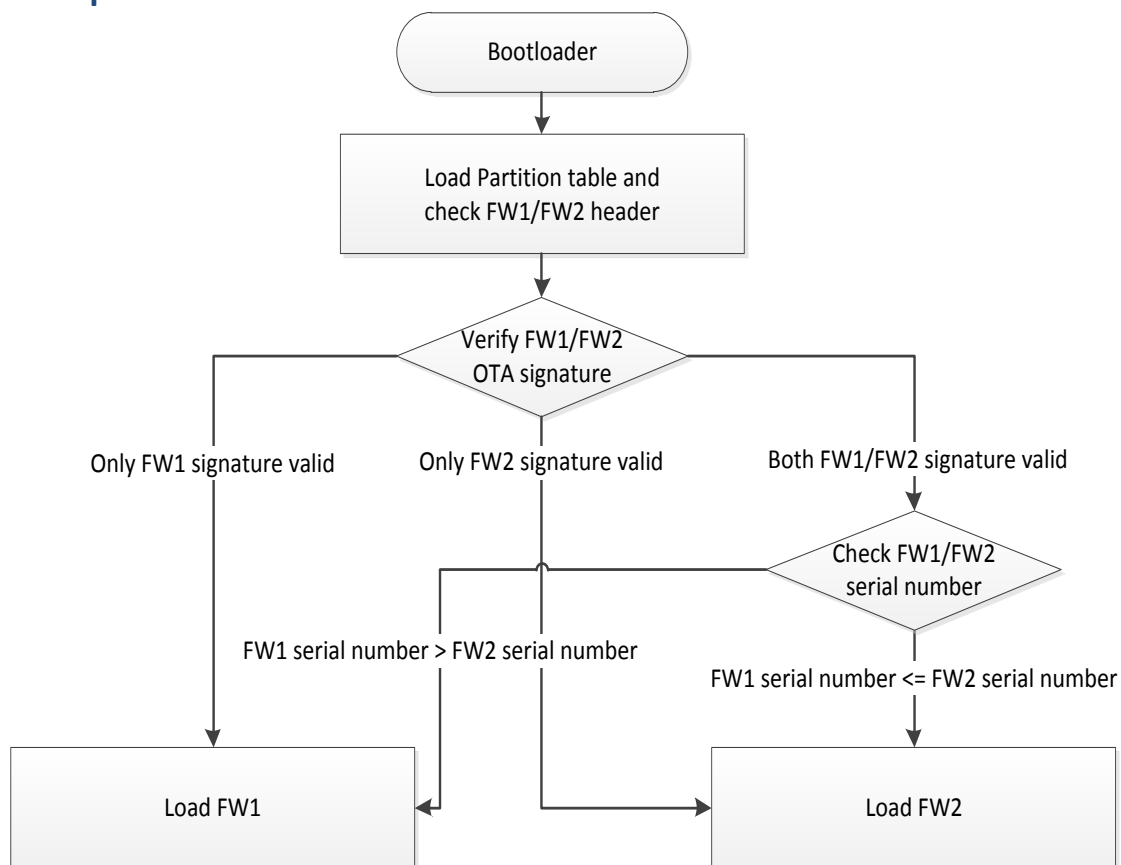 Bootloader
Load Partition table and
check FW1/FW2 header
Verify FW1/FW2
OTA signature
Only FW1 signature valid
Only FW2 signature valid
Both FW1/FW2 signature valid
Check FW1/FW2
serial number
FW1 serial number > FW2 serial number
FW1 serial number <= FW2 serial number
Load FW1
Load FW2